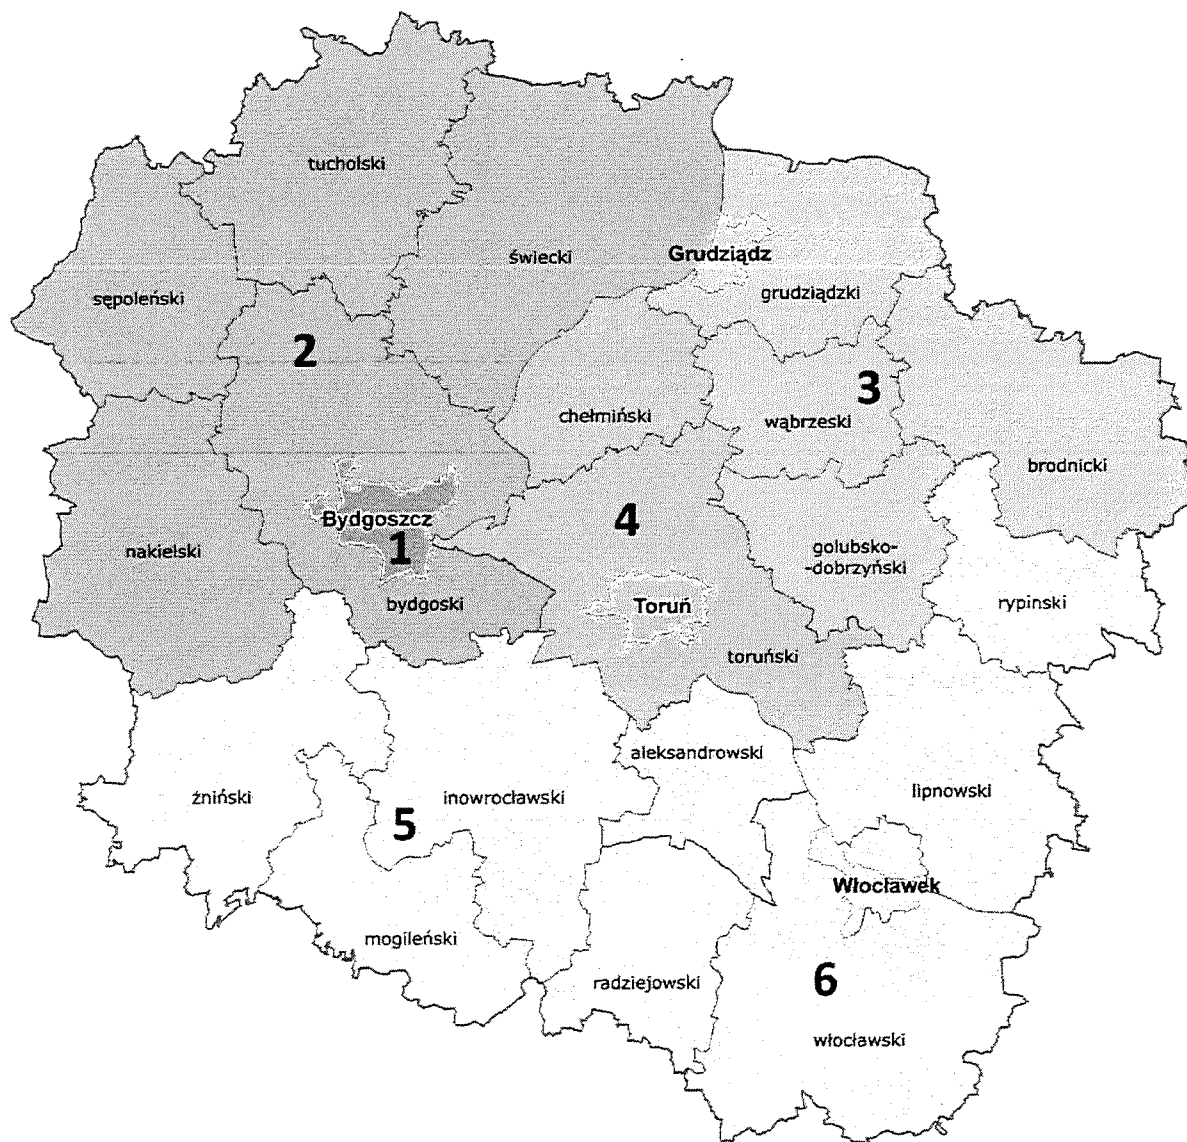 tucholski
świecki
Grudziądz
sępoleński
grudziądzki
2
3
chełmiński
wąbrzeski
brodnicki
Bydgoszcz
4
1
nakielski
golubsko-
-dobrzyński
bydgoski
Toruń
rypinski
toruński
aleksandrowski
żniński
inowrocławski
lipnowski
5
Włocławek
mogileński
radziejowski
6
włocławski